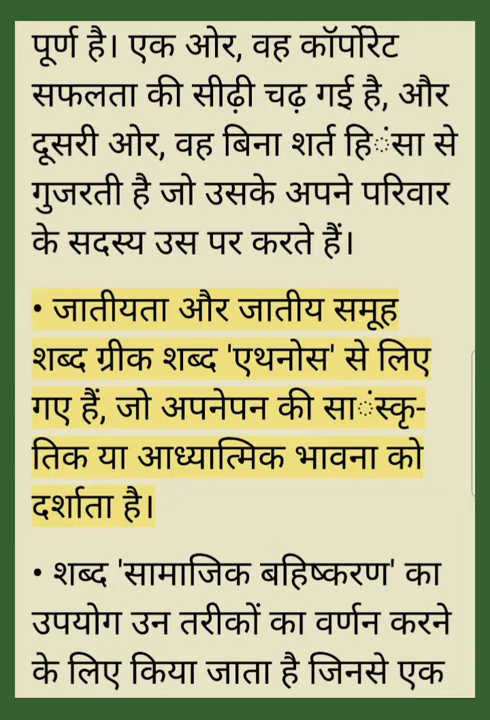 पूर्ण है। एक ओर, वह कॉर्पोरेट
सफलता की सीढ़ी चढ़ गई है, और
दूसरी ओर, वह बिना शर्त हिंसा से
गुजरती है जो उसके अपने परिवार
के सदस्य उस पर करते हैं।
• जातीयता और जातीय समूह
शब्द ग्रीक शब्द 'एथनोस' से लिए
गए हैं, जो अपनेपन की सांस्कृ-
तिक या आध्यात्मिक भावना को
दर्शाता है।
• शब्द 'सामाजिक बहिष्करण' का
उपयोग उन तरीकों का वर्णन करने
के लिए किया जाता है जिनसे एक